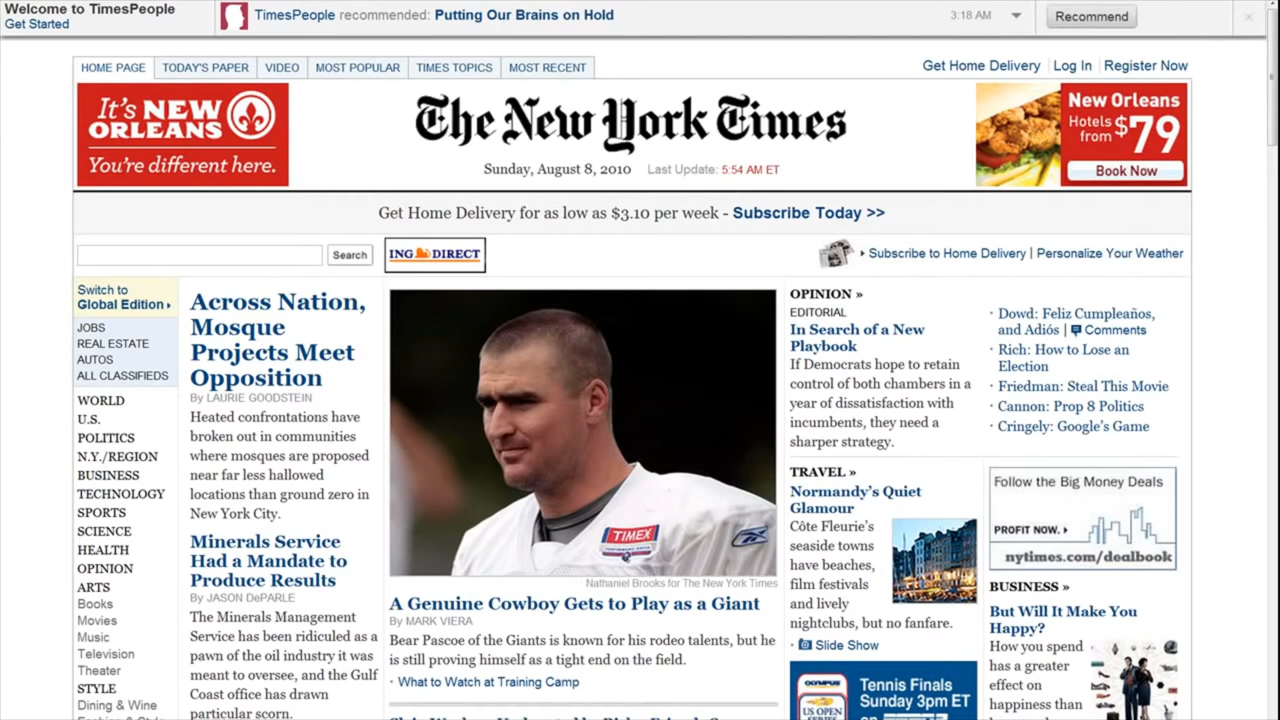 Welcome to TimesPeople
Get Started
TimesPeople recommended: Putting Our Brains on Hold
3:18 AM
Recommend
HOME PAGE
TODAY'S PAPER
VIDEO
MOST POPULAR
TIMES TOPICS
MOST RECENT
Get Home Delivery
Log In
Register Now
It's NEW
ORLEANS
You're different here.
The New York Times
Sunday, August 8, 2010 Last Update: 5:54 AM ET
New Orleans
Hotels
from $79
Book Now
Get Home Delivery for as low as $3.10 per week - Subscribe Today >>
Search
ING DIRECT
Subscribe to Home Delivery | Personalize Your Weather
Switch to
Global Edition
JOBS
REAL ESTATE
AUTOS
ALL CLASSIFIEDS
WORLD
U.S.
POLITICS
N.Y./REGION
BUSINESS
TECHNOLOGY
SPORTS
SCIENCE
HEALTH
OPINION
ARTS
Books
Movies
Music
Television
Theater
STYLE
Dining & Wine
Across Nation,
Mosque
Projects Meet
Opposition
By LAURIE GOODSTEIN
Heated confrontations have
broken out in communities
where mosques are proposed
near far less hallowed
locations than ground zero in
New York City.
Minerals Service
Had a Mandate to
Produce Results
By JASON DePARLE
The Minerals Management
Service has been ridiculed as a
pawn of the oil industry it was
meant to oversee, and the Gulf
Coast office has drawn
particular scorn.
TIMEX
Nathaniel Brooks for The New York Times
A Genuine Cowboy Gets to Play as a Giant
By MARK VIERA
Bear Pascoe of the Giants is known for his rodeo talents, but he
is still proving himself as a tight end on the field.
What to Watch at Training Camp
OPINION »
EDITORIAL
In Search of a New
Playbook
If Democrats hope to retain
control of both chambers in a
year of dissatisfaction with
incumbents, they need a
sharper strategy.
Dowd: Feliz Cumpleaños,
and Adiós | Comments
Rich: How to Lose an
Election
Friedman: Steal This Movie
Cannon: Prop 8 Politics
Cringely: Google's Game
TRAVEL »
Normandy's Quiet
Glamour
Côte Fleurie's
seaside towns
have beaches,
film festivals
and lively
nightclubs, but no fanfare.
Slide Show
OLYMPUS
US OPEN
SERIES
Tennis Finals
Sunday 3pm ET
Follow the Big Money Deals
PROFIT NOW.
nytimes.com/dealbook
BUSINESS »
But Will It Make You
Happy?
How you spend
has a greater
effect on
happiness than